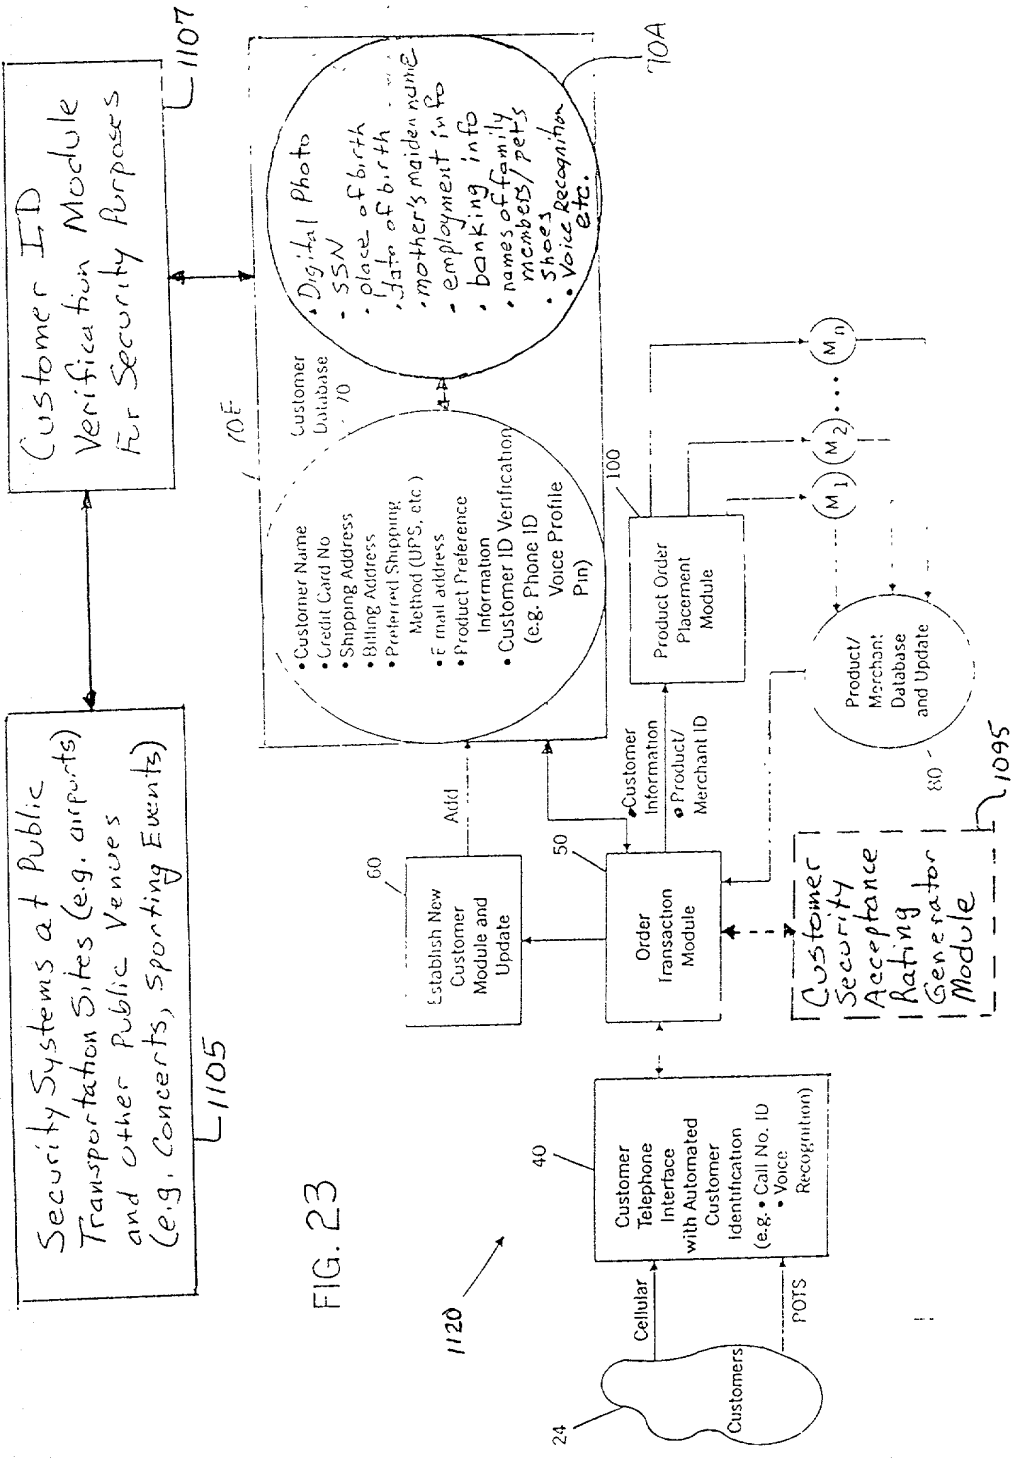 Security Systems at Public
Transportation Sites (e.g. airports)
and Other Public Venues
(e.g. Concerts, Sporting Events)
1105
Customer ID
Verification Module
For Security Purposes
1107
FIG. 23
1120
70E
Customer
Database
70
• Customer Name
• Credit Card No
• Shipping Address
• Billing Address
• Preferred Shipping
Method (UPS, etc)
• E mail address
• Product Preference
Information
• Customer ID Verification
(e.g. Phone ID
Voice Profile
Pin)
• Digital Photo
• SSN
• place of birth
• date of birth
• mother's maiden name
• employment info
• banking info
• names of family
members/pet's
• Shoes
• Voice Recognition
etc.
70A
24
Customers
Cellular
POTS
40
Customer
Telephone
Interface
with Automated
Customer
Identification
(e.g. • Call No. ID
• Voice
Recognition)
60
Establish New
Customer
Module and
Update
Add
50
Order
Transaction
Module
• Customer
Information
• Product/
Merchant ID
100
Product Order
Placement
Module
M1
M2
...
Mn
Product/
Merchant
Database
and Update
80
Customer
Security
Acceptance
Rating
Generator
Module
1095